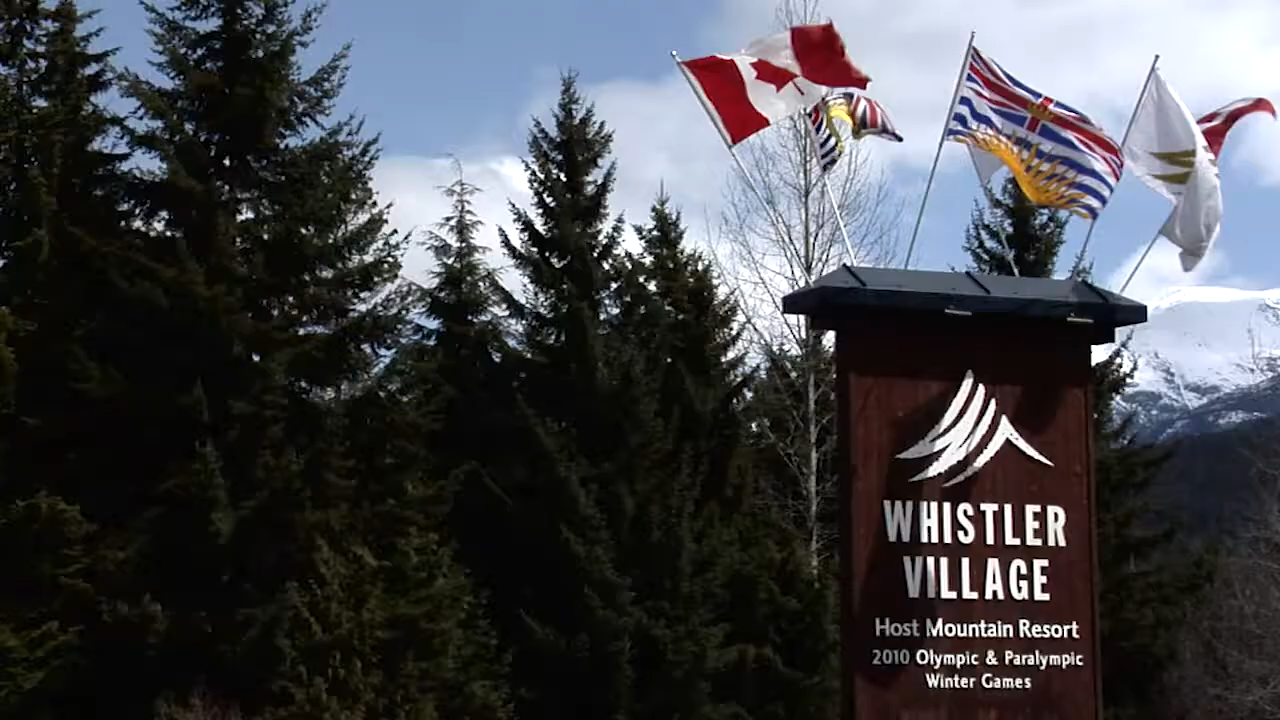 WHISTLER
VILLAGE
Host Mountain Resort
2010 Olympic & Paralympic
Winter Games